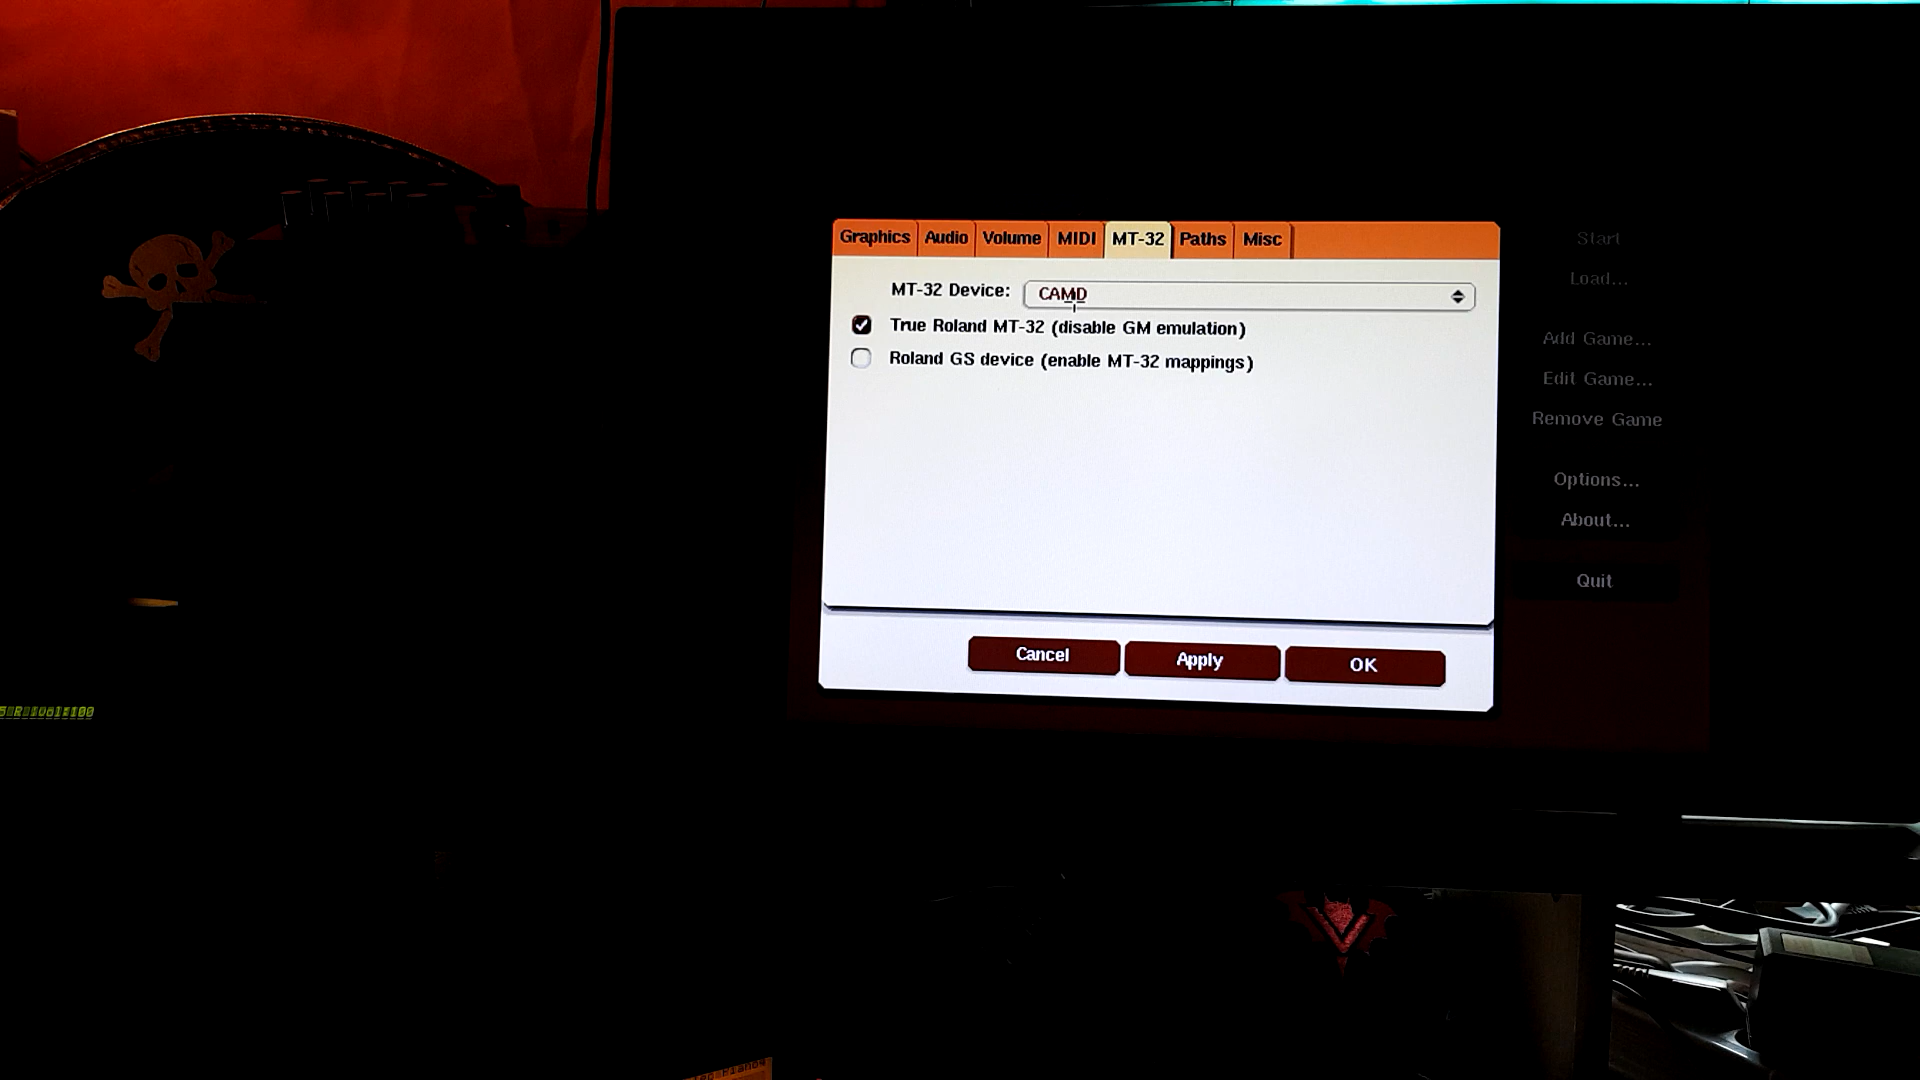 Graphics Audio Volume MIDI MT-32 Paths Misc
MT-32 Device: CAMD
True Roland MT-32 (disable GM emulation)
Roland GS device (enable MT-32 mappings)
Cancel Apply OK
Start
Load...
Add Game...
Edit Game...
Remove Game
Options...
About...
Quit